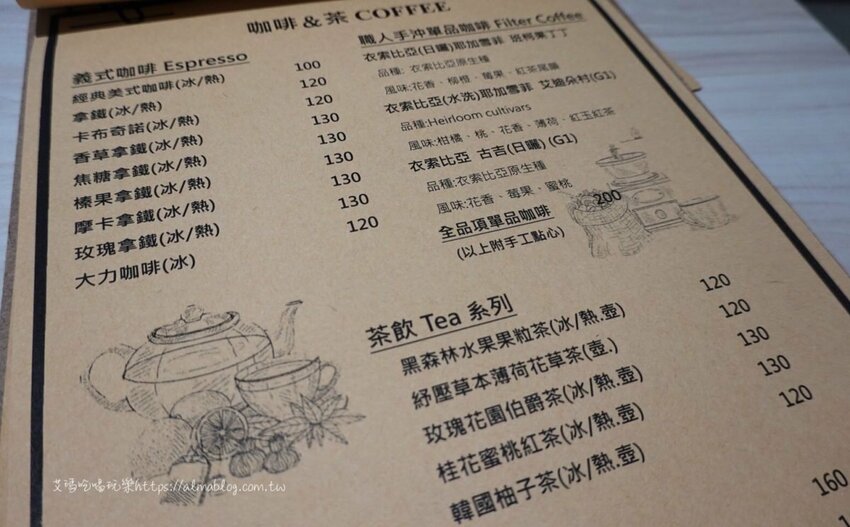 咖啡&茶 COFFEE
義式咖啡 Espresso
經典美式咖啡(冰/熱) 100
拿鐵(冰/熱) 120
卡布奇諾(冰/熱) 120
香草拿鐵(冰/熱) 130
焦糖拿鐵(冰/熱) 130
榛果拿鐵(冰/熱) 130
摩卡拿鐵(冰/熱) 130
玫瑰拿鐵(冰/熱) 130
大力咖啡(冰) 120
職人手沖單品咖啡 Filter Coffee
衣索比亞(日曬)耶加雪菲 班柯果丁丁
品種: 衣索比亞原生種
風味:花香、柳橙、莓果、紅茶尾韻
衣索比亞(水洗)耶加雪菲 艾迪朵村(G1)
品種:Heirloom cultivars
風味:柑橘、桃、花香、薄荷、紅玉紅茶
衣索比亞 古吉(日曬) (G1)
品種:衣索比亞原生種
風味:花香、莓果、蜜桃
全品項單品咖啡 200
(以上附手工點心)
茶飲 Tea 系列
黑森林水果果粒茶(冰/熱.壺) 120
紓壓草本薄荷花草茶(壺.) 120
玫瑰花園伯爵茶(冰/熱.壺) 130
桂花蜜桃紅茶(冰/熱.壺) 130
韓國柚子茶(冰/熱.壺) 120
160
艾瑪吃喝玩樂https://almablog.com.tw